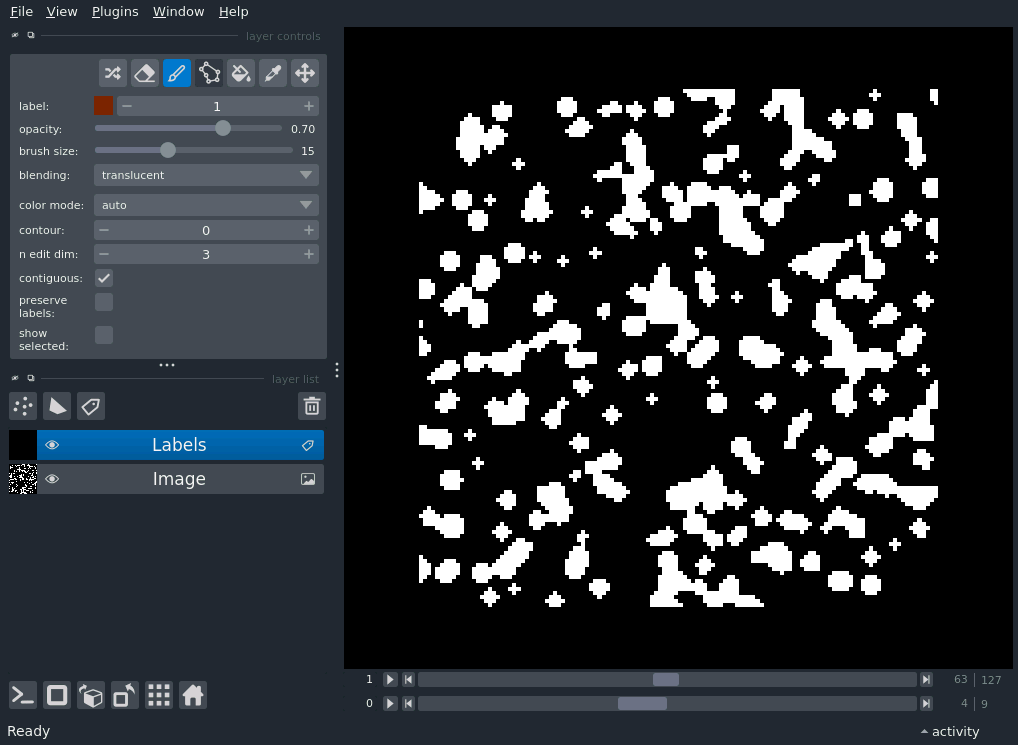 File View Plugins Window Help
layer controls
label: 1
opacity: 0.70
brush size: 15
blending: translucent
color mode: auto
contour: 0
n edit dim: 3
contiguous:
preserve
labels:
show
selected:
layer list
Labels
Image
1 63 127
0 4 9
Ready activity